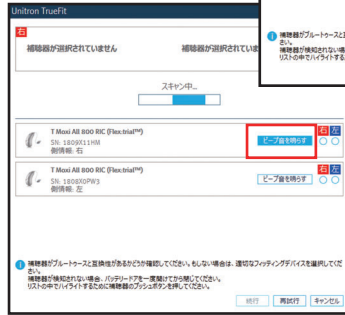 Unitron TrueFit
右
補聴器が選択されていません
補聴器が選択されていま
補聴器がブルートゥースと互
さい。
補聴器が検知されない場
リストの中でハイライトする
スキャン中...
T Moxi All 800 RIC (Flex:trial™)
SN: 1809X11HM
側情報: 右
ビープ音を鳴らす
右 左
T Moxi All 800 RIC (Flex:trial™)
SN: 1808X0PW3
側情報: 左
ビープ音を鳴らす
右 左
補聴器がブルートゥースと互換性があるかどうか確認してください。もしない場合は、適切なフィッティングデバイスを選択してくだ
さい。
補聴器が検知されない場合、バッテリードアを一度開けてから閉じてください。
リストの中でハイライトするために補聴器のプッシュボタンを押してください。
続行
再試行
キャンセル